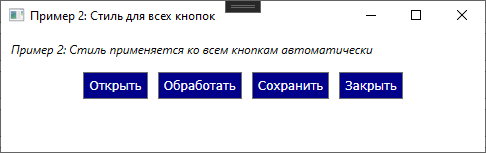 Пример 2: Стиль для всех кнопок
Пример 2: Стиль применяется ко всем кнопкам автоматически
Открыть Обработать Сохранить Закрыть